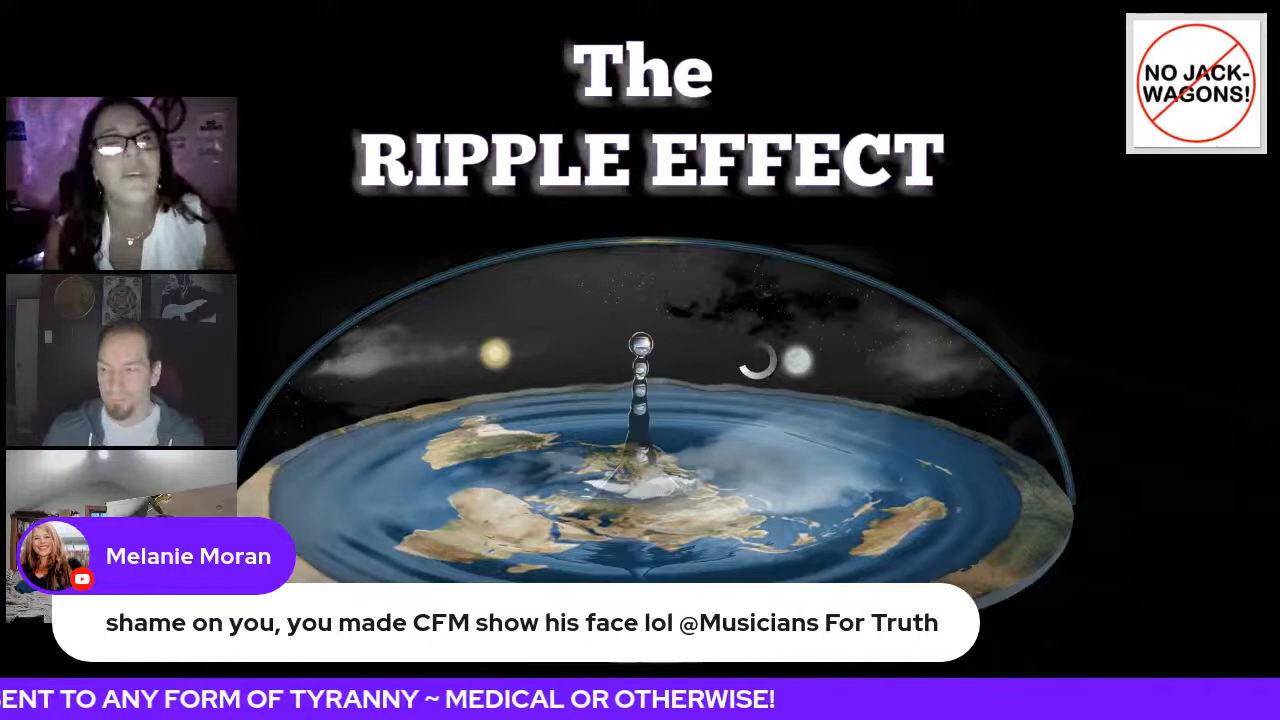 The
RIPPLE EFFECT
NO JACK-
WAGONS!
Melanie Moran
shame on you, you made CFM show his face lol @Musicians For Truth
SENT TO ANY FORM OF TYRANNY ~ MEDICAL OR OTHERWISE!